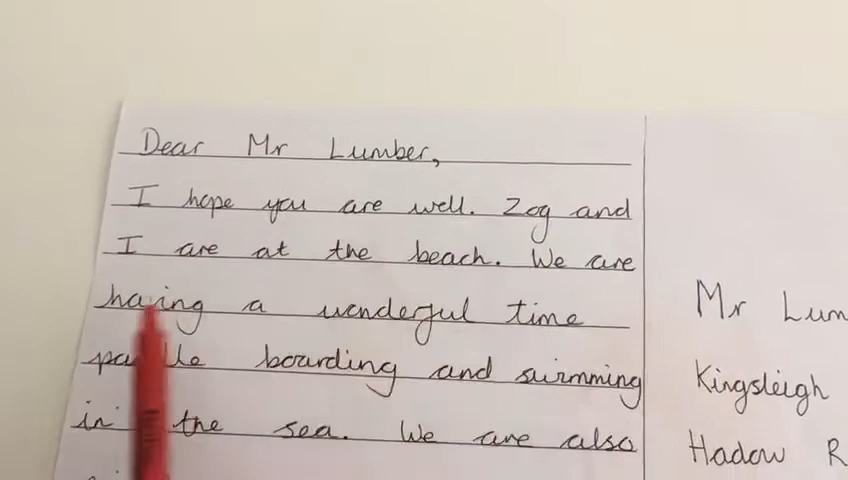 Dear Mr Lumber,
I hope you are well. Zog and
I are at the beach. We are
having a wonderful time
boarding and swimming
in the sea. We are also
Mr Lum
Kingsleigh
Hadow R